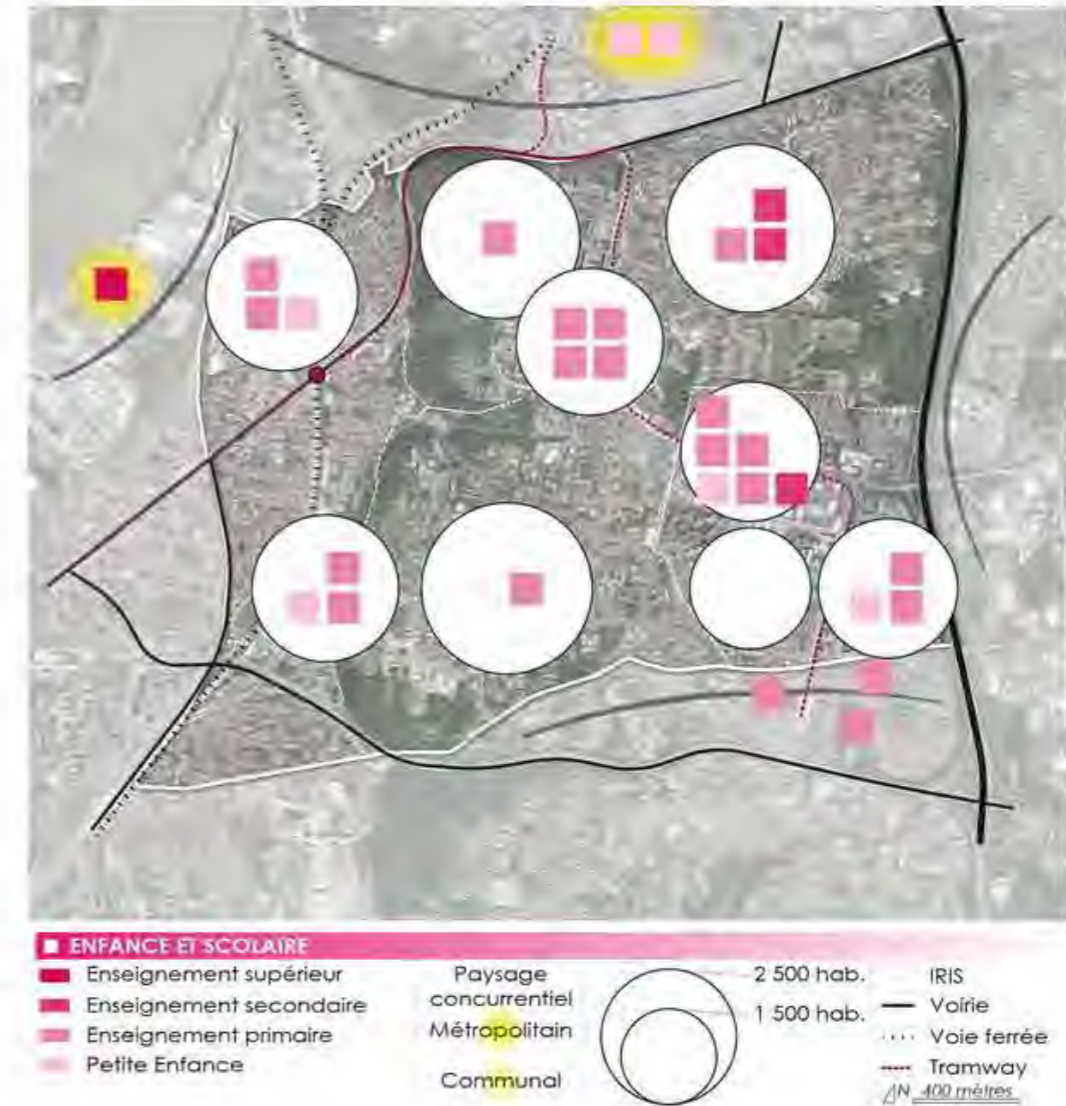 ENFANCE ET SCOLAIRE
Enseignement supérieur
Enseignement secondaire
Enseignement primaire
Petite Enfance
Paysage
concurrentiel
Métropolitain
Communal
2 500 hab.
1 500 hab.
IRIS
Voirie
Voie ferrée
Tramway
N 400 mètres